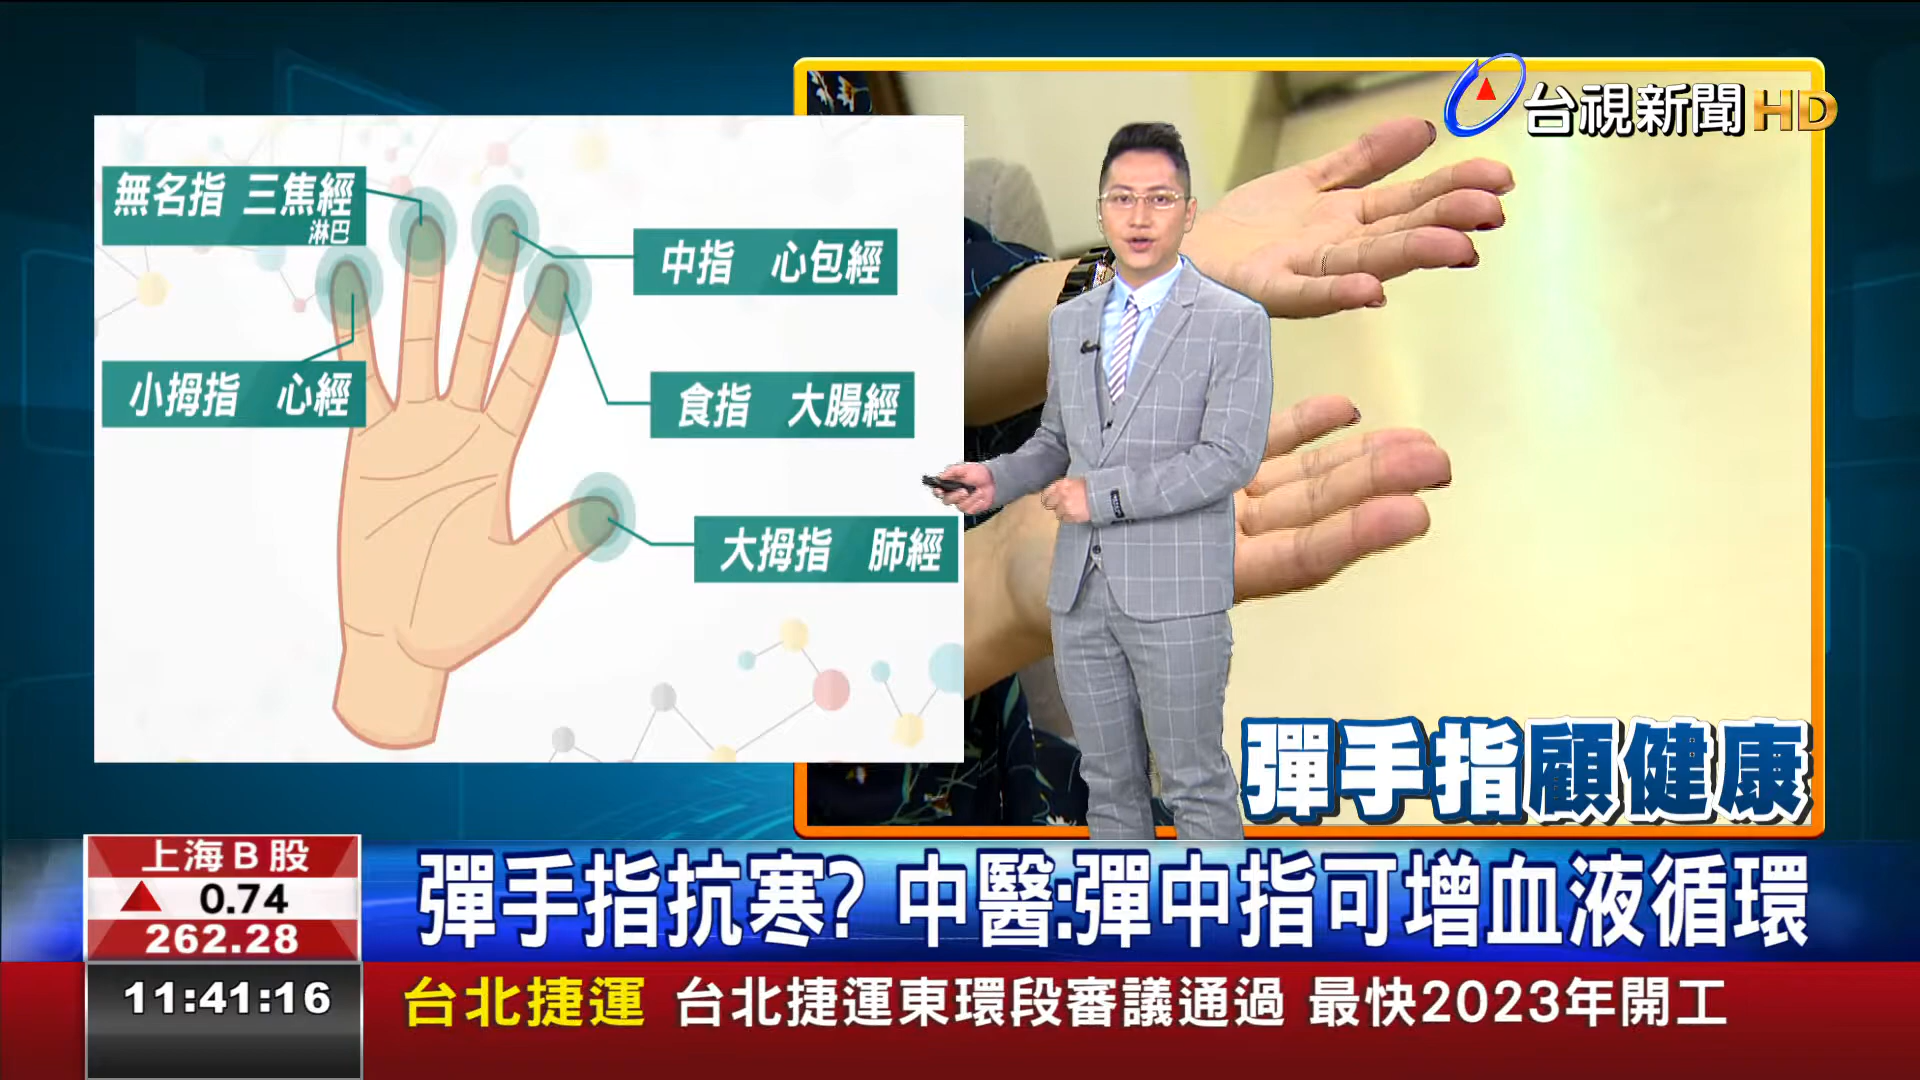 台視新聞HD
無名指 三焦經
淋巴
中指 心包經
小拇指 心經
食指 大腸經
大拇指 肺經
彈手指顧健康
上海B股
▲ 0.74
262.28
彈手指抗寒? 中醫:彈中指可增血液循環
11:41:16
台北捷運 台北捷運東環段審議通過 最快2023年開工